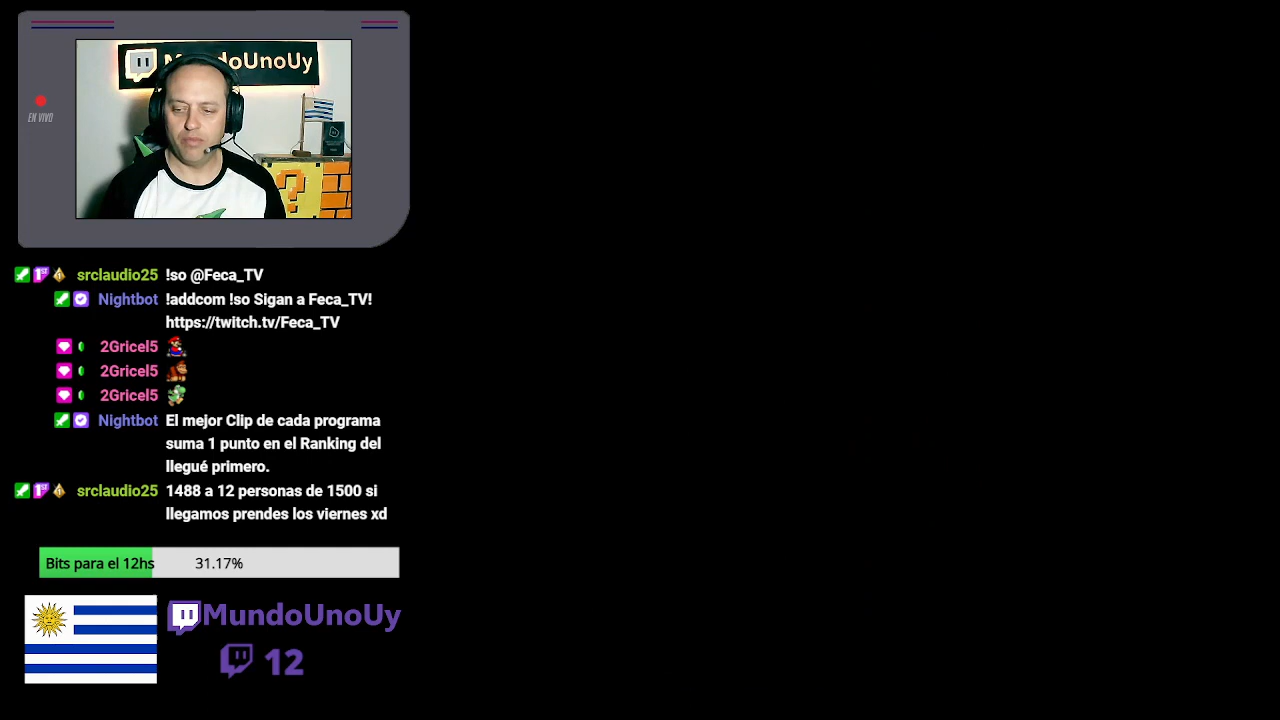 MundoUnoUy
EN VIVO
srclaudio25 !so @Feca_TV
Nightbot !addcom !so Sigan a Feca_TV!
https://twitch.tv/Feca_TV
2Gricel5
2Gricel5
2Gricel5
Nightbot El mejor Clip de cada programa
suma 1 punto en el Ranking del
llegué primero.
srclaudio25 1488 a 12 personas de 1500 si
llegamos prendes los viernes xd
Bits para el 12hs 31.17%
MundoUnoUy
12